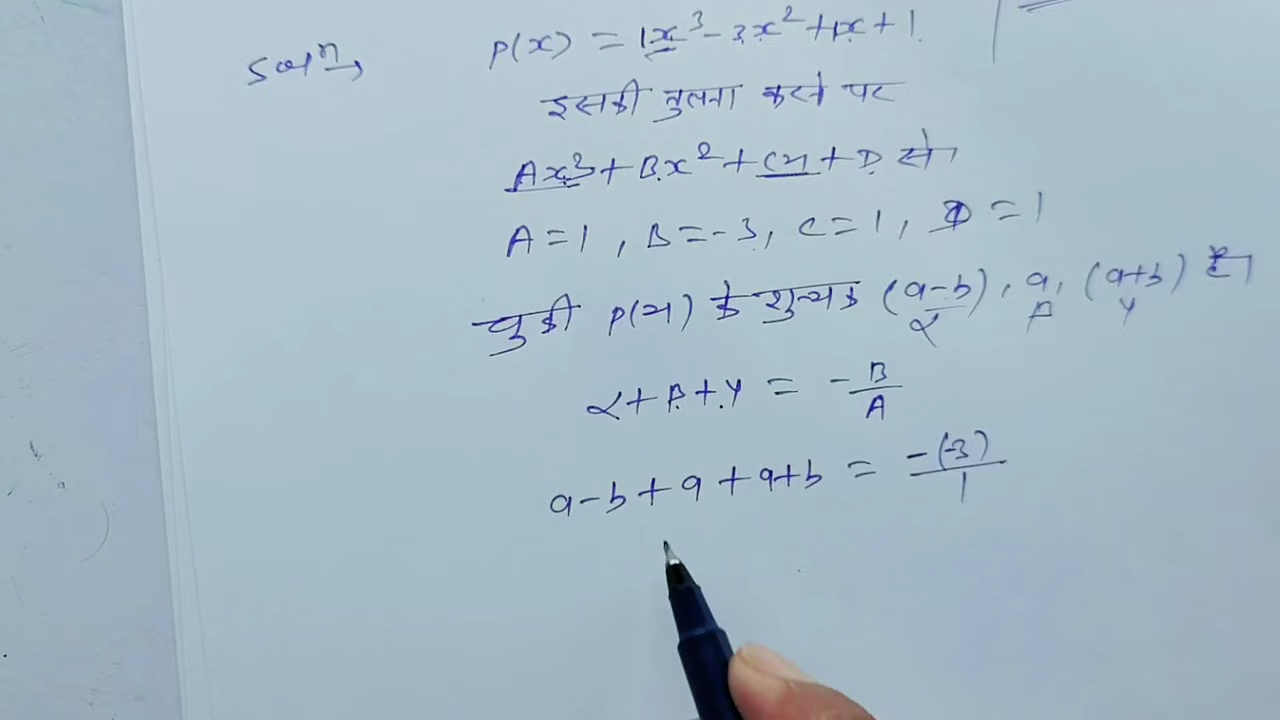 Solⁿ→ p(x) = 1x³-3x²+1x+1
इसकी तुलना करने पर
Ax³+Bx²+Cx+D से
A=1, B=-3, C=1, D=1
चुकी p(x) के शुन्यक (a-b), a, (a+b) है।
α β γ
α+β+γ = -B/A
a-b+a+a+b = -(-3)/1